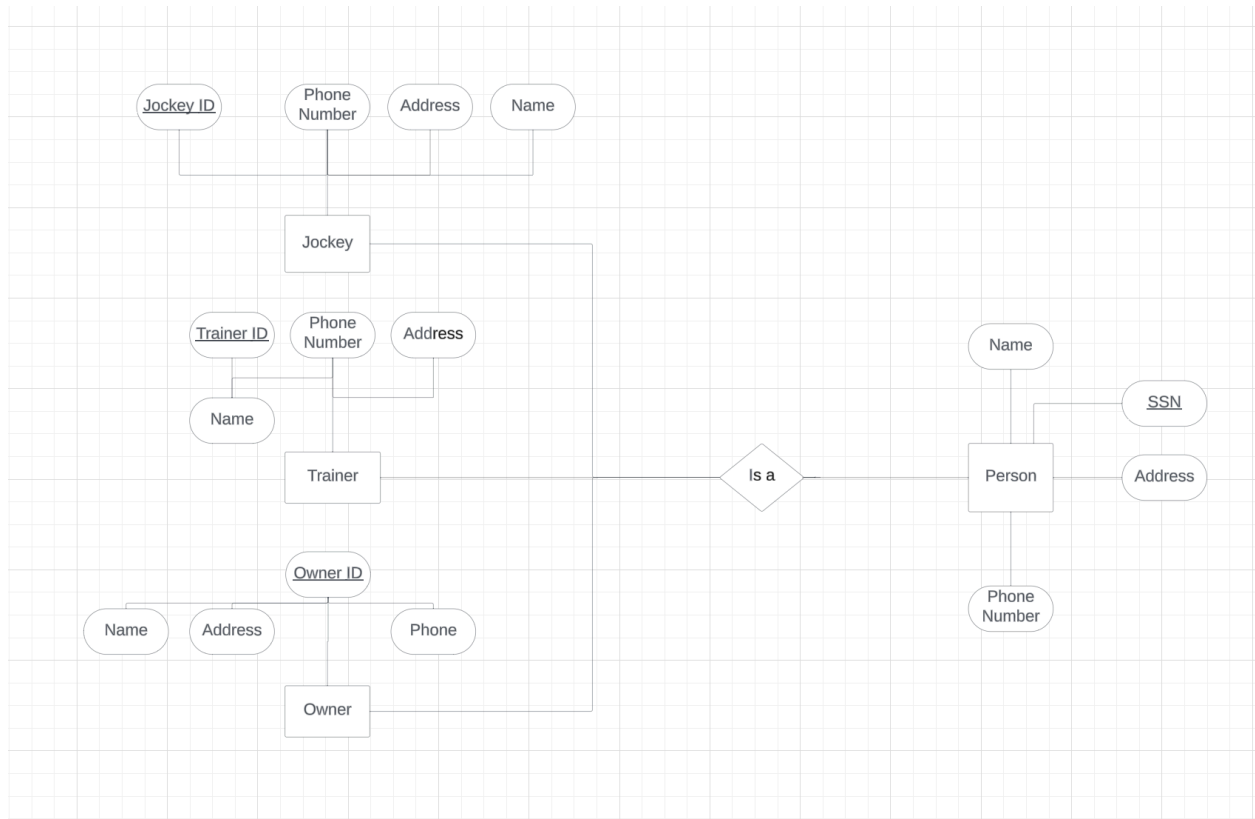 Jockey ID
Phone
Number
Address
Name
Jockey
Trainer ID
Phone
Number
Address
Name
Trainer
Owner ID
Name
Address
Phone
Owner
Is a
Name
SSN
Person
Address
Phone
Number